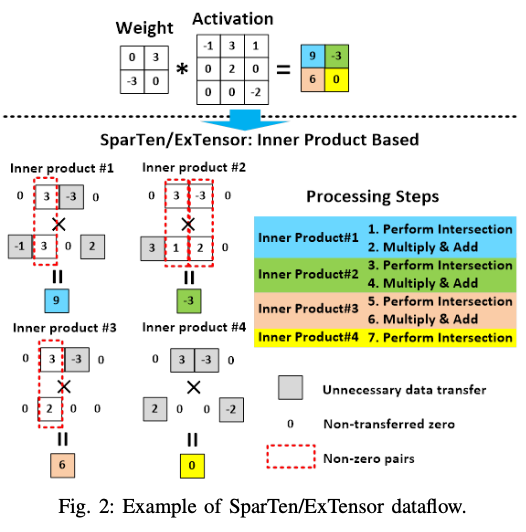 Weight Activation
0 3
-3 0
*
-1 3 1
0 2 0
0 0 -2
=
9 -3
6 0
SparTen/ExTensor: Inner Product Based
Inner product #1
0 3 -3 0
×
-1 3 0 2
=
9
Inner product #2
0 3 -3 0
×
3 1 2 0
=
-3
Inner product #3
0 3 -3 0
×
0 2 0 0
=
6
Inner product #4
0 3 -3 0
×
2 0 0 -2
=
0
Processing Steps
Inner Product#1 1. Perform Intersection
2. Multiply & Add
Inner Product#2 3. Perform Intersection
4. Multiply & Add
Inner Product#3 5. Perform Intersection
6. Multiply & Add
Inner Product#4 7. Perform Intersection
Unnecessary data transfer
0 Non-transferred zero
Non-zero pairs
Fig. 2: Example of SparTen/ExTensor dataflow.